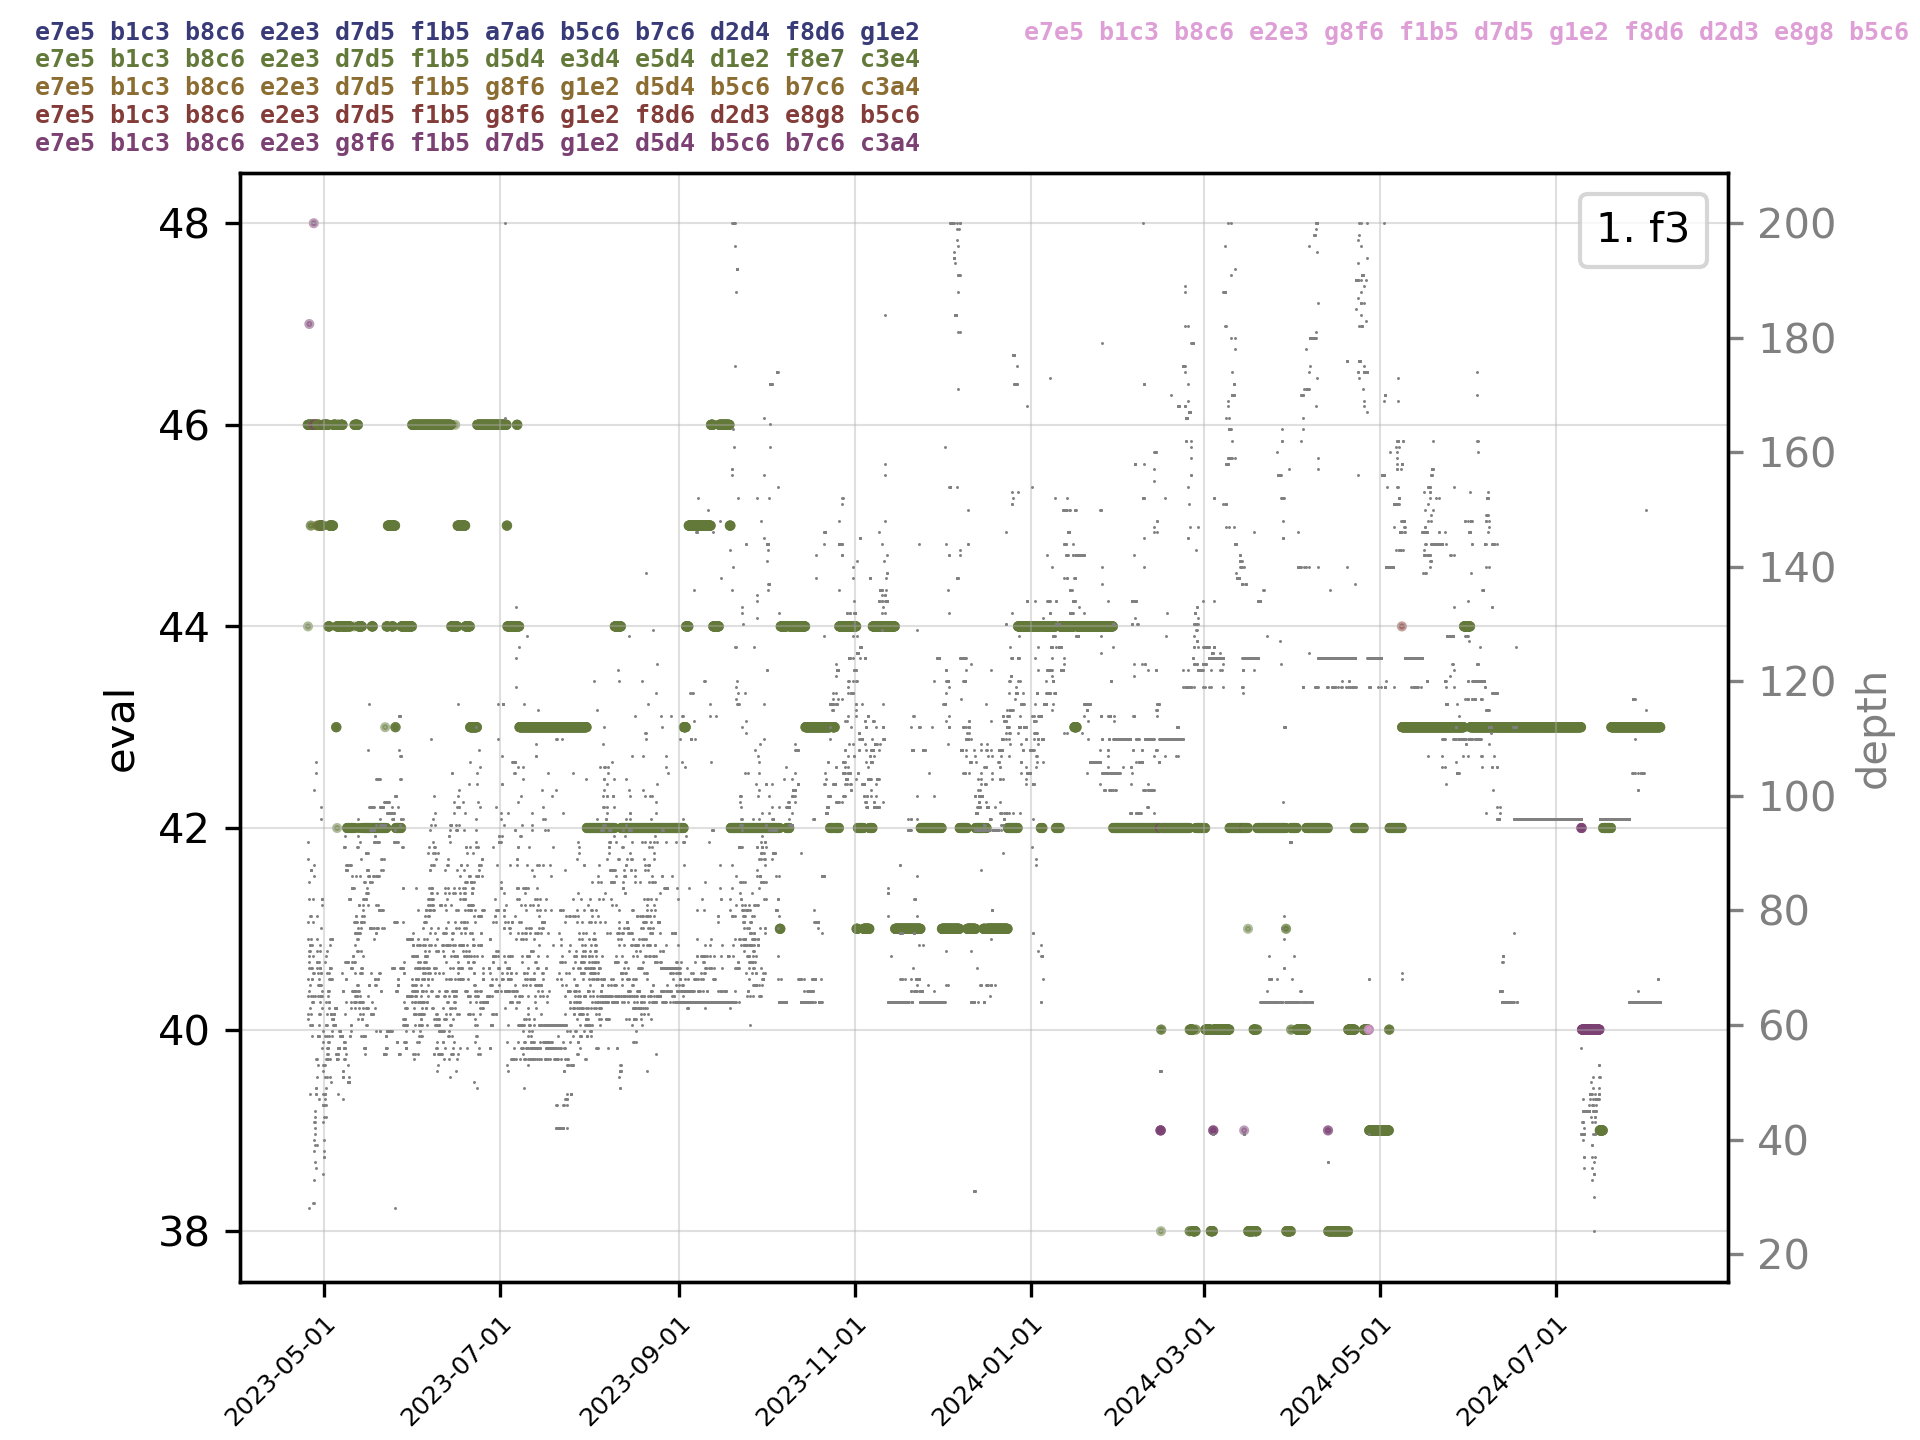 e7e5 b1c3 b8c6 e2e3 d7d5 f1b5 a7a6 b5c6 b7c6 d2d4 f8d6 g1e2
e7e5 b1c3 b8c6 e2e3 d7d5 f1b5 d5d4 e3d4 e5d4 d1e2 f8e7 c3e4
e7e5 b1c3 b8c6 e2e3 d7d5 f1b5 g8f6 g1e2 d5d4 b5c6 b7c6 c3a4
e7e5 b1c3 b8c6 e2e3 d7d5 f1b5 g8f6 g1e2 f8d6 d2d3 e8g8 b5c6
e7e5 b1c3 b8c6 e2e3 g8f6 f1b5 d7d5 g1e2 d5d4 b5c6 b7c6 c3a4
e7e5 b1c3 b8c6 e2e3 g8f6 f1b5 d7d5 g1e2 f8d6 d2d3 e8g8 b5c6
1. f3
eval
48
46
44
42
40
38
depth
200
180
160
140
120
100
80
60
40
20
2023-05-01
2023-07-01
2023-09-01
2023-11-01
2024-01-01
2024-03-01
2024-05-01
2024-07-01